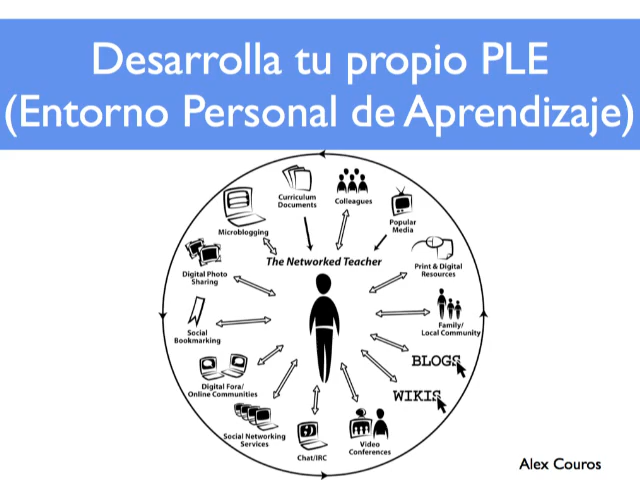 Desarrolla tu propio PLE
(Entorno Personal de Aprendizaje)
Curriculum
Documents
Colleagues
Popular
Media
Microblogging
The Networked Teacher
Print & Digital
Resources
Digital Photo
Sharing
Family/
Local Community
Social
Bookmarking
BLOGS
Digital Fora/
Online Communities
WIKIS
Social Networking
Services
Video
Conferences
Chat/IRC
Alex Couros